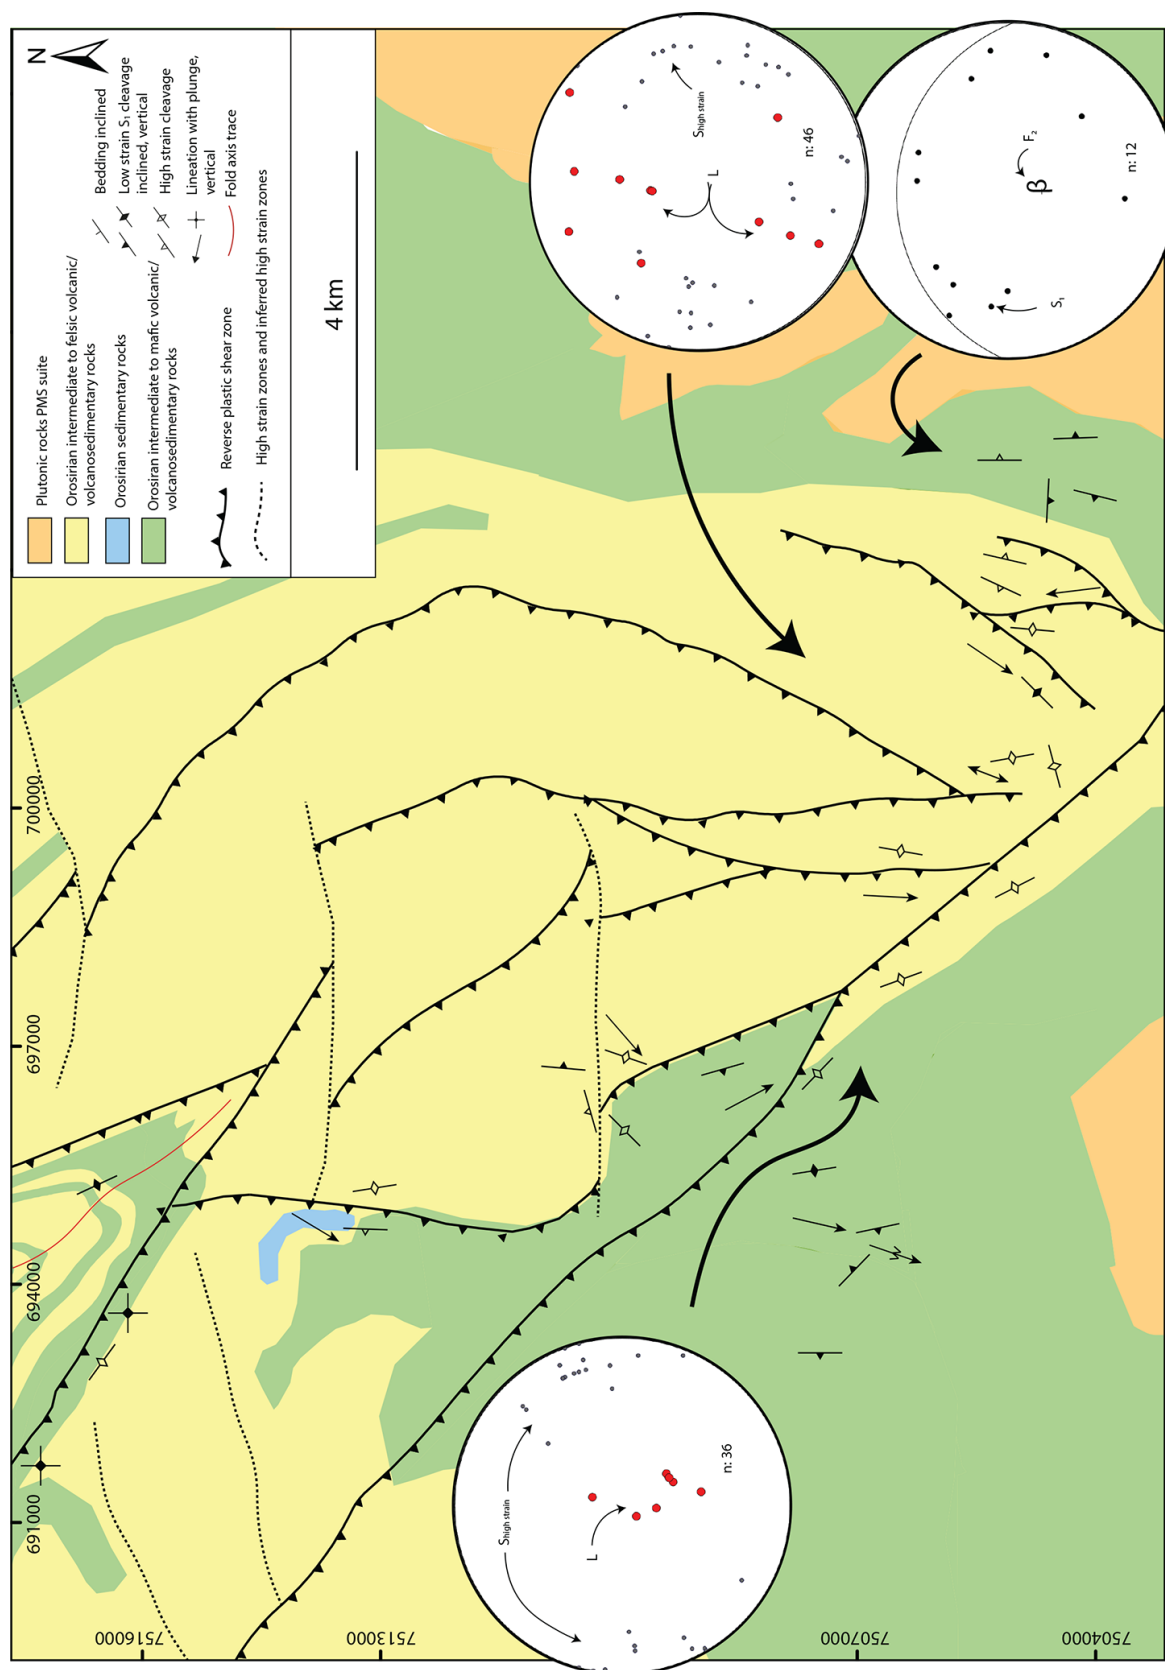 N
Plutonic rocks PMS suite
Orosirian intermediate to felsic volcanic/
volcanosedimentary rocks
Orosirian sedimentary rocks
Orosiran intermediate to mafic volcanic/
volcanosedimentary rocks
Reverse plastic shear zone
High strain zones and inferred high strain zones
Bedding inclined
Low strain S₁ cleavage
inclined, vertical
High strain cleavage
Lineation with plunge,
vertical
Fold axis trace
4 km
691000
694000
697000
700000
7516000
7513000
7507000
7504000
Shigh strain
L
n: 46
F₂
β
S₁
n: 12
Shigh strain
L
n: 36